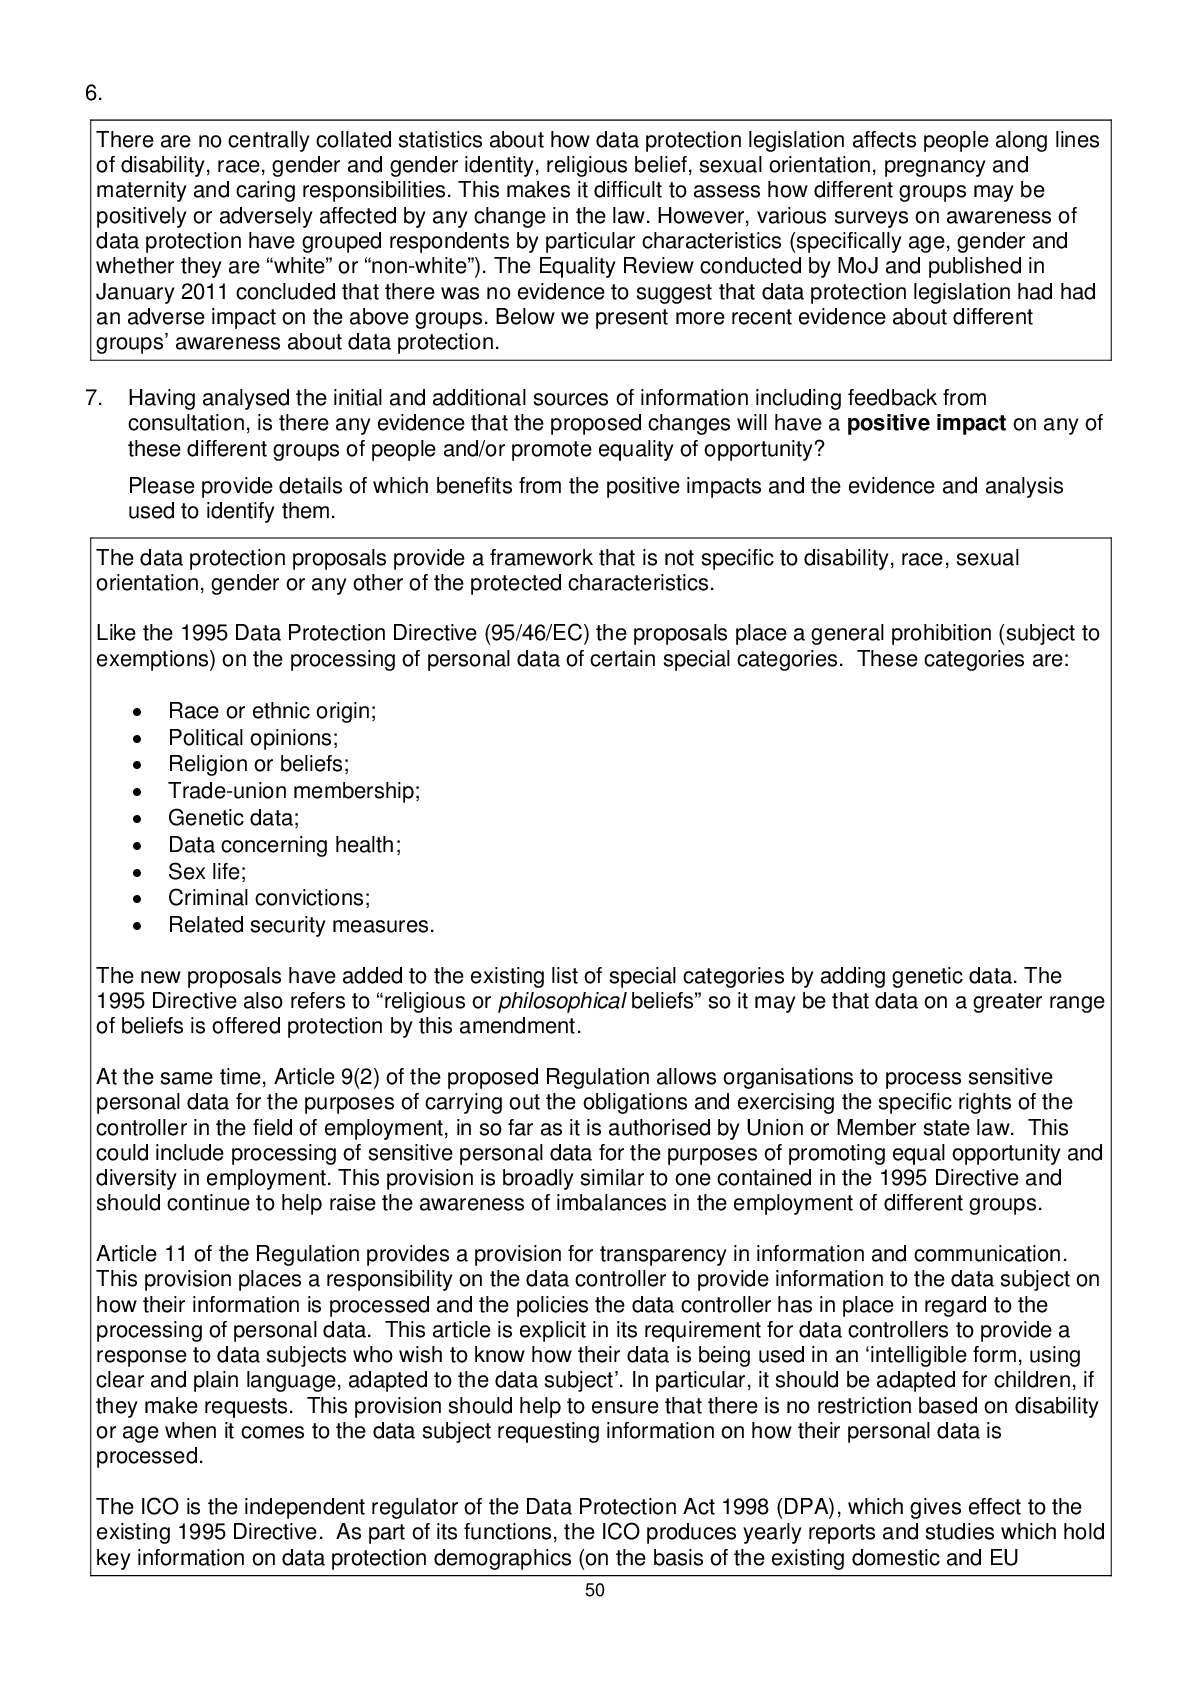 6.
There are no centrally collated statistics about how data protection legislation affects people along lines
of disability, race, gender and gender identity, religious belief, sexual orientation, pregnancy and
maternity and caring responsibilities. This makes it difficult to assess how different groups may be
positively or adversely affected by any change in the law. However, various surveys on awareness of
data protection have grouped respondents by particular characteristics (specifically age, gender and
whether they are “white” or “non-white”). The Equality Review conducted by MoJ and published in
January 2011 concluded that there was no evidence to suggest that data protection legislation had had
an adverse impact on the above groups. Below we present more recent evidence about different
groups’ awareness about data protection.
7. Having analysed the initial and additional sources of information including feedback from
consultation, is there any evidence that the proposed changes will have a positive impact on any of
these different groups of people and/or promote equality of opportunity?
Please provide details of which benefits from the positive impacts and the evidence and analysis
used to identify them.
The data protection proposals provide a framework that is not specific to disability, race, sexual
orientation, gender or any other of the protected characteristics.
Like the 1995 Data Protection Directive (95/46/EC) the proposals place a general prohibition (subject to
exemptions) on the processing of personal data of certain special categories.  These categories are:
• Race or ethnic origin;
• Political opinions;
• Religion or beliefs;
• Trade-union membership;
• Genetic data;
• Data concerning health;
• Sex life;
• Criminal convictions;
• Related security measures.
The new proposals have added to the existing list of special categories by adding genetic data. The
1995 Directive also refers to “religious or philosophical beliefs” so it may be that data on a greater range
of beliefs is offered protection by this amendment.
At the same time, Article 9(2) of the proposed Regulation allows organisations to process sensitive
personal data for the purposes of carrying out the obligations and exercising the specific rights of the
controller in the field of employment, in so far as it is authorised by Union or Member state law.  This
could include processing of sensitive personal data for the purposes of promoting equal opportunity and
diversity in employment. This provision is broadly similar to one contained in the 1995 Directive and
should continue to help raise the awareness of imbalances in the employment of different groups.
Article 11 of the Regulation provides a provision for transparency in information and communication.
This provision places a responsibility on the data controller to provide information to the data subject on
how their information is processed and the policies the data controller has in place in regard to the
processing of personal data.  This article is explicit in its requirement for data controllers to provide a
response to data subjects who wish to know how their data is being used in an ‘intelligible form, using
clear and plain language, adapted to the data subject’. In particular, it should be adapted for children, if
they make requests.  This provision should help to ensure that there is no restriction based on disability
or age when it comes to the data subject requesting information on how their personal data is
processed.
The ICO is the independent regulator of the Data Protection Act 1998 (DPA), which gives effect to the
existing 1995 Directive.  As part of its functions, the ICO produces yearly reports and studies which hold
key information on data protection demographics (on the basis of the existing domestic and EU
50